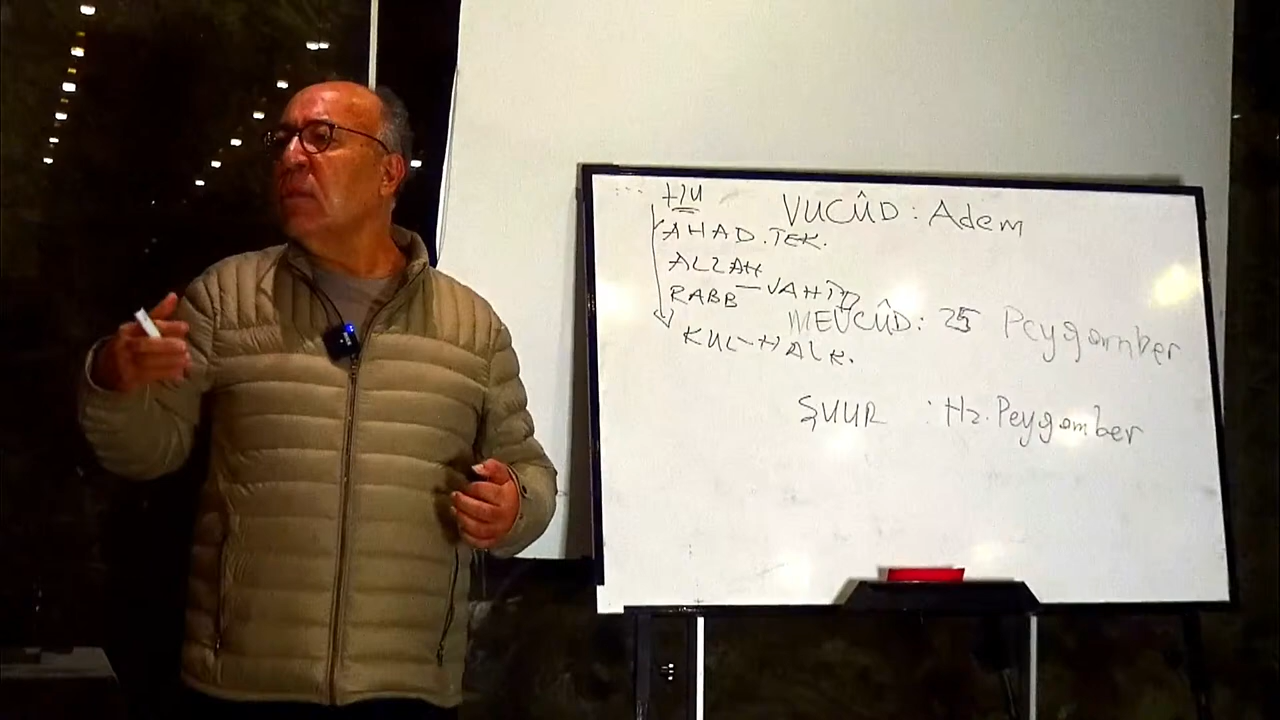 ... HU
AHAD.TEK.
ALLAH
RABB – VAHİD
KUL-HALK.
VUCÛD: Adem
MEVCÛD: 25 Peygamber
ŞUUR : Hz. Peygamber